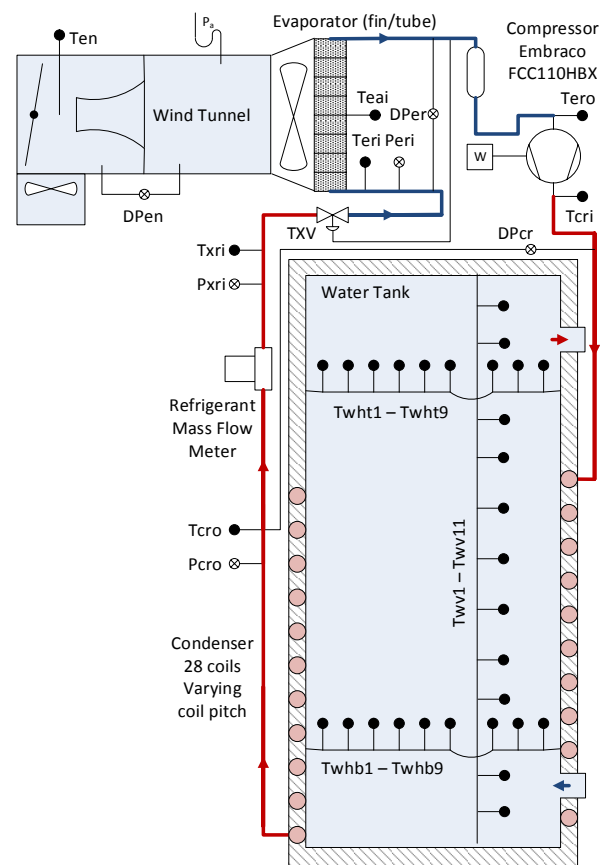 Evaporator (fin/tube)
Compressor
Embraco
FCC110HBX
Ten
Pa
Wind Tunnel
Teai
DPer
Tero
Teri
Peri
W
DPen
TXV
Tcri
DPcr
Txri
Pxri
Water Tank
Refrigerant
Mass Flow
Meter
Twht1 – Twht9
Tcro
Pcro
Twv1 – Twv11
Condenser
28 coils
Varying
coil pitch
Twhb1 – Twhb9